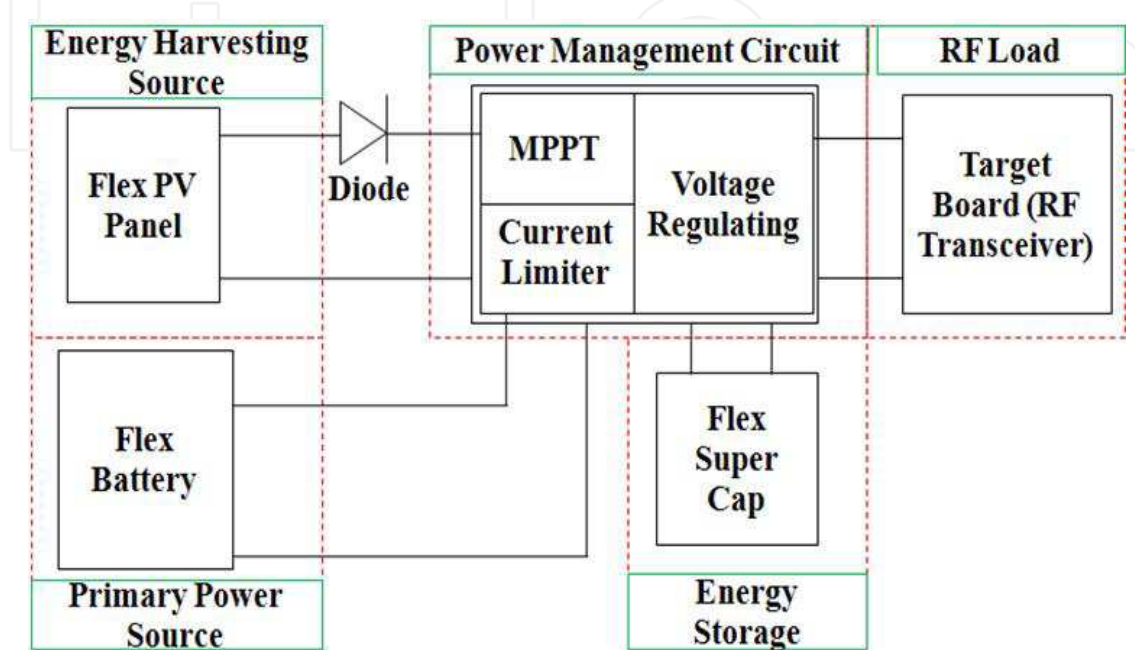 Energy Harvesting
Source
Power Management Circuit
RF Load
Flex PV
Panel
Diode
MPPT
Current
Limiter
Voltage
Regulating
Target
Board (RF
Transceiver)
Flex
Battery
Flex
Super
Cap
Primary Power
Source
Energy
Storage